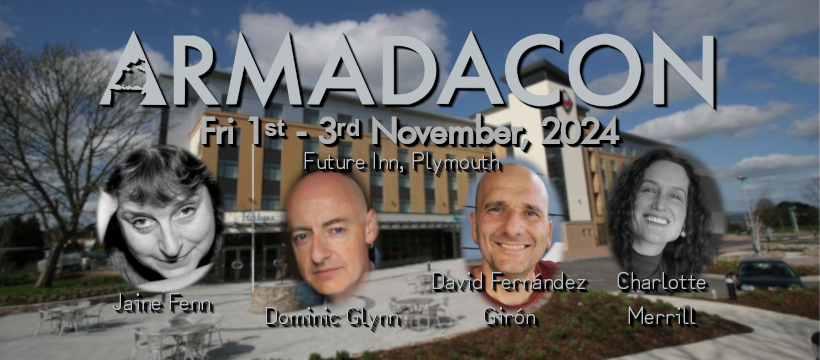 ARMADACON
Fri 1st - 3rd November, 2024
Future Inn, Plymouth
Jaine Fenn
Dominic Glynn
David Fernández
Girón
Charlotte
Merrill